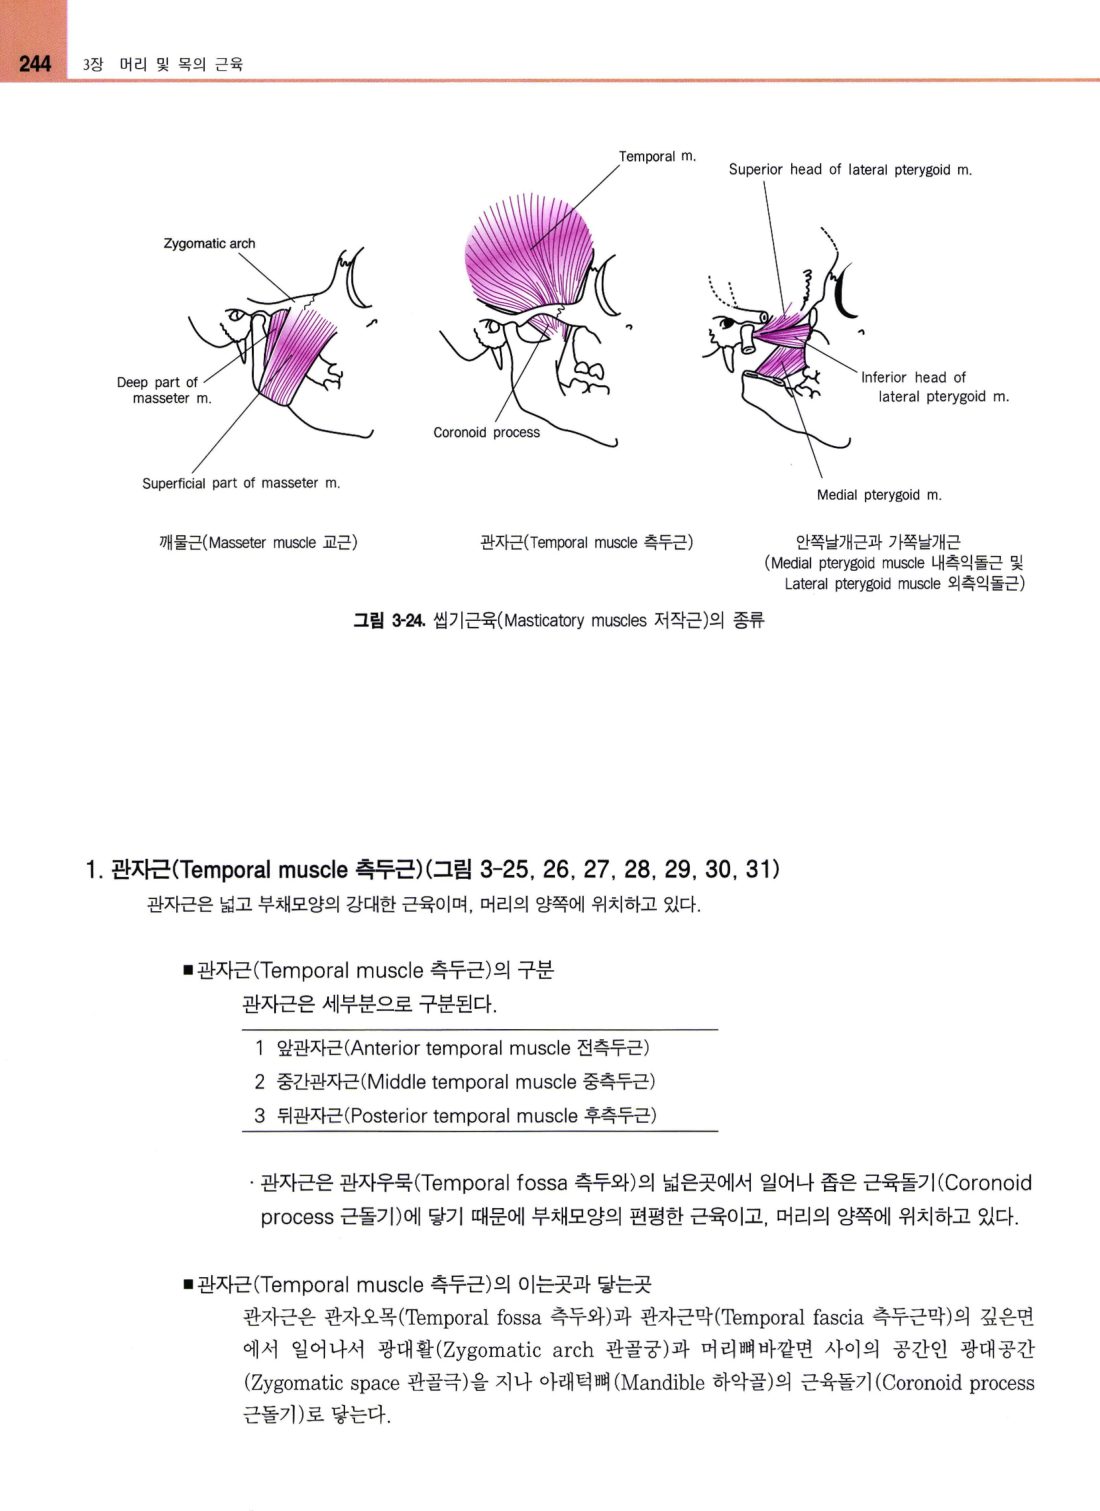 244 3장 머리 및 목의 근육
Temporal m.
Superior head of lateral pterygoid m.
Zygomatic arch
Deep part of
masseter m.
Inferior head of
lateral pterygoid m.
Coronoid process
Superficial part of masseter m.
Medial pterygoid m.
깨물근(Masseter muscle 교근)
관자근(Temporal muscle 측두근)
안쪽날개근과 가쪽날개근
(Medial pterygoid muscle 내측익돌근 및
Lateral pterygoid muscle 외측익돌근)
그림 3-24. 씹기근육(Masticatory muscles 저작근)의 종류
1. 관자근(Temporal muscle 측두근)(그림 3-25, 26, 27, 28, 29, 30, 31)
관자근은 넓고 부채모양의 강대한 근육이며, 머리의 양쪽에 위치하고 있다.
■ 관자근(Temporal muscle 측두근)의 구분
관자근은 세부분으로 구분된다.
1 앞관자근(Anterior temporal muscle 전측두근)
2 중간관자근(Middle temporal muscle 중측두근)
3 뒤관자근(Posterior temporal muscle 후측두근)
· 관자근은 관자우묵(Temporal fossa 측두와)의 넓은곳에서 일어나 좁은 근육돌기(Coronoid
process 근돌기)에 닿기 때문에 부채모양의 편평한 근육이고, 머리의 양쪽에 위치하고 있다.
■ 관자근(Temporal muscle 측두근)의 이는곳과 닿는곳
관자근은 관자오목(Temporal fossa 측두와)과 관자근막(Temporal fascia 측두근막)의 깊은면
에서 일어나서 광대활(Zygomatic arch 관골궁)과 머리뼈바깥면 사이의 공간인 광대공간
(Zygomatic space 관골극)을 지나 아래턱뼈(Mandible 하악골)의 근육돌기(Coronoid process
근돌기)로 닿는다.